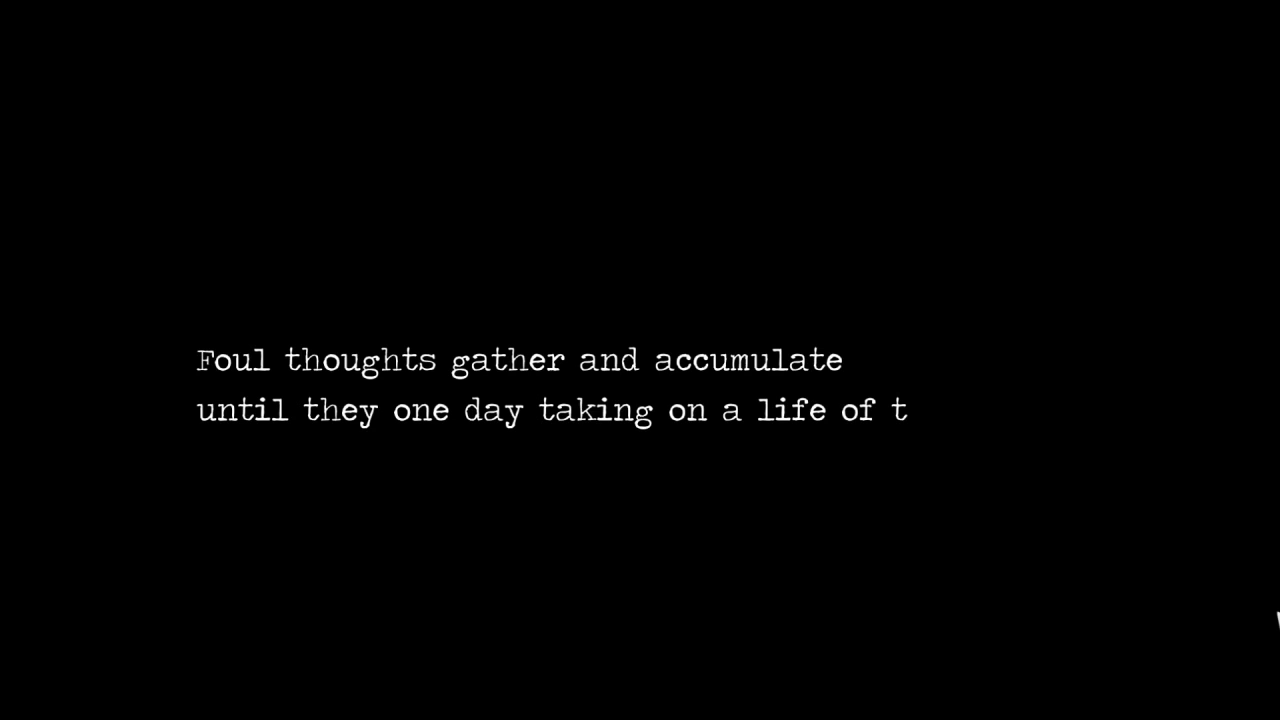 Foul thoughts gather and accumulate
until they one day taking on a life of t